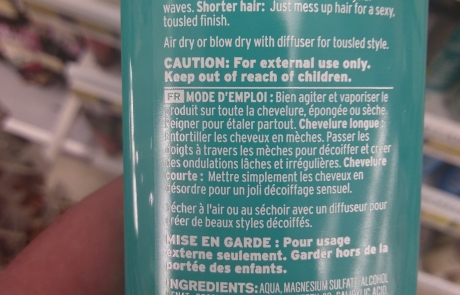 waves. Shorter hair: Just mess up hair for a sexy,
tousled finish.
Air dry or blow dry with diffuser for tousled style.
CAUTION: For external use only.
Keep out of reach of children.
FR MODE D'EMPLOI : Bien agiter et vaporiser le
produit sur toute la chevelure, épongée ou sèche.
Peigner pour étaler partout. Chevelure longue :
Entortiller les cheveux en mèches. Passer les
doigts à travers les mèches pour décoiffer et créer
des ondulations lâches et irrégulières. Chevelure
courte : Mettre simplement les cheveux en
désordre pour un joli décoiffage sensuel.
Sécher à l'air ou au séchoir avec un diffuseur pour
créer de beaux styles décoiffés.
MISE EN GARDE : Pour usage
externe seulement. Garder hors de la
portée des enfants.
INGREDIENTS: AQUA, MAGNESIUM SULFATE, ALCOHOL